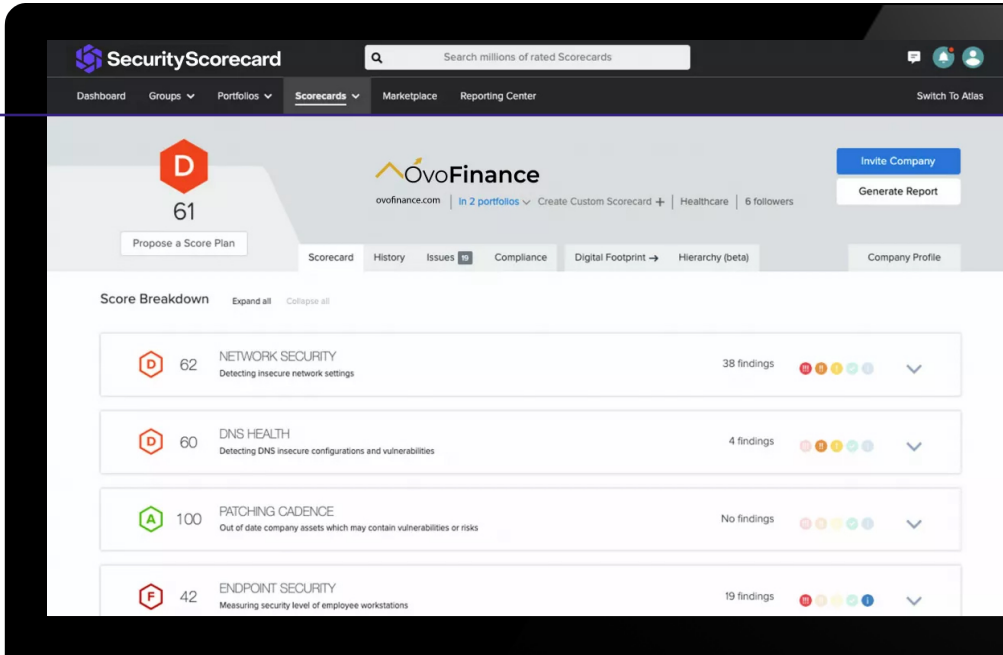 SecurityScorecard
Search millions of rated Scorecards
Dashboard Groups Portfolios Scorecards Marketplace Reporting Center Switch To Atlas
D
61
Propose a Score Plan
ÓvoFinance
ovofinance.com In 2 portfolios Create Custom Scorecard + Healthcare 6 followers
Invite Company
Generate Report
Scorecard History Issues 19 Compliance Digital Footprint → Hierarchy (beta) Company Profile
Score Breakdown Expand all Collapse all
D 62 NETWORK SECURITY 38 findings
Detecting insecure network settings
D 60 DNS HEALTH 4 findings
Detecting DNS insecure configurations and vulnerabilities
A 100 PATCHING CADENCE No findings
Out of date company assets which may contain vulnerabilities or risks
F 42 ENDPOINT SECURITY 19 findings
Measuring security level of employee workstations